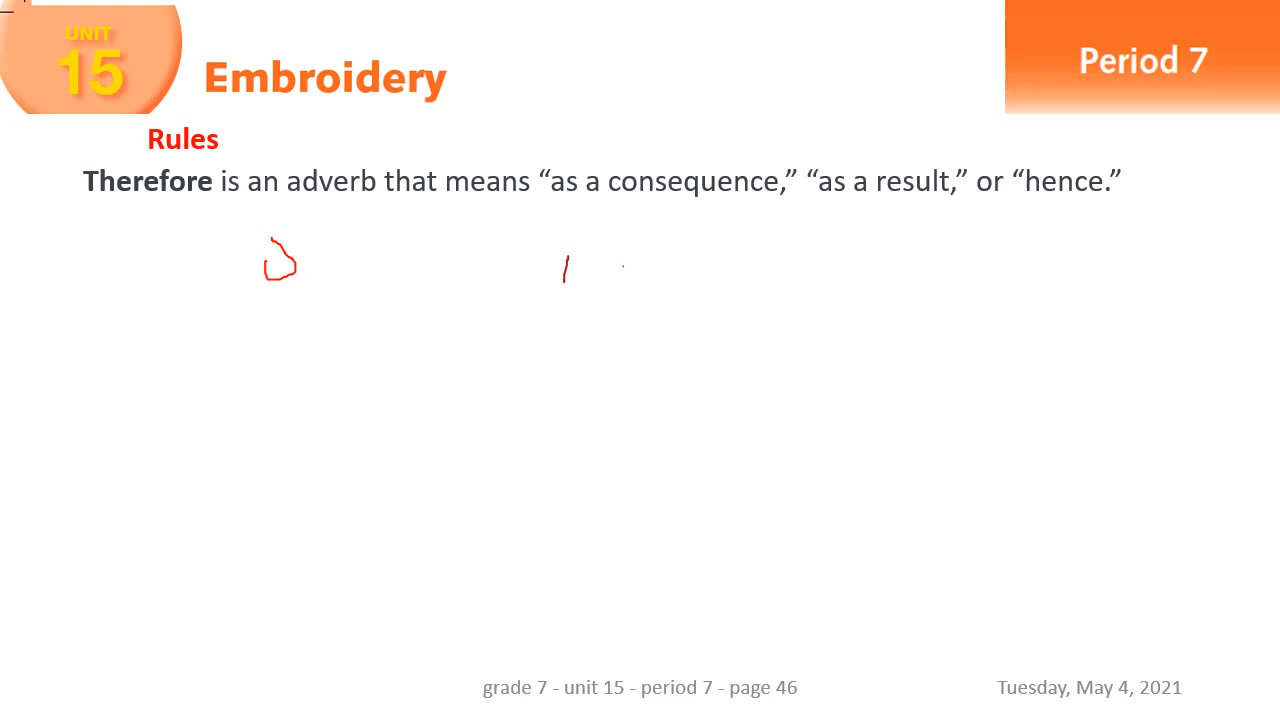 UNIT
15
Embroidery
Period 7
Rules
Therefore is an adverb that means “as a consequence,” “as a result,” or “hence.”
grade 7 - unit 15 - period 7 - page 46
Tuesday, May 4, 2021